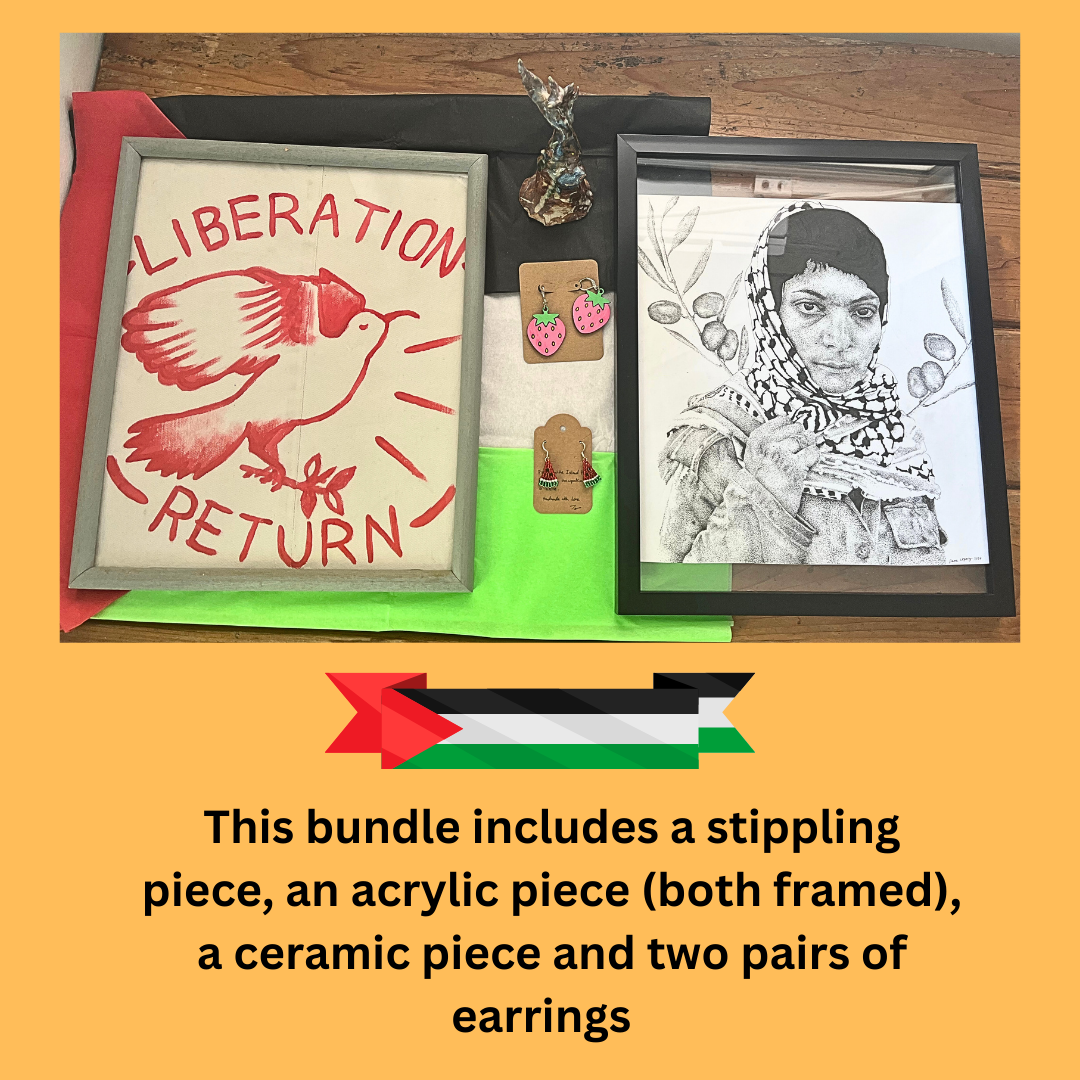 LIBERATION
RETURN
This bundle includes a stippling
piece, an acrylic piece (both framed),
a ceramic piece and two pairs of
earrings